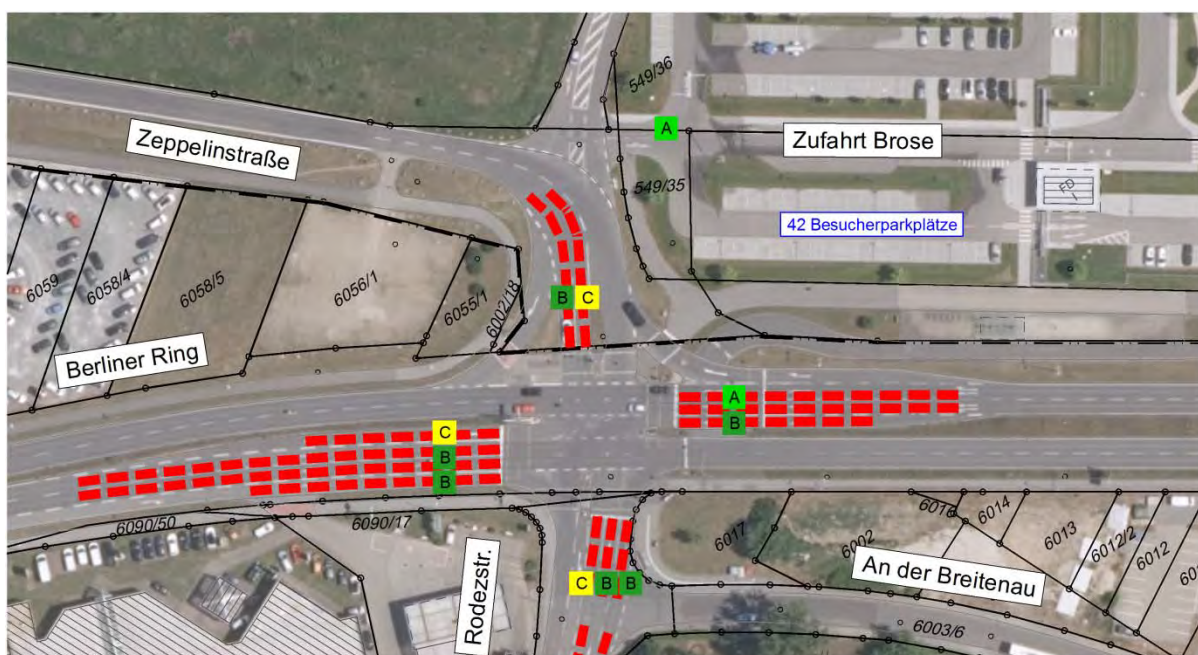 549/36
A
Zeppelinstraße
Zufahrt Brose
FD
549/35
42 Besucherparkplätze
6059
6058/4
6058/5
6056/1
6055/1
6002/18
B C
Berliner Ring
A
B
C
B
B
6090/50
6090/17
6017
6002
6014
6013
6012/2
6012
An der Breitenau
Rodezstr.
C B B
6003/6